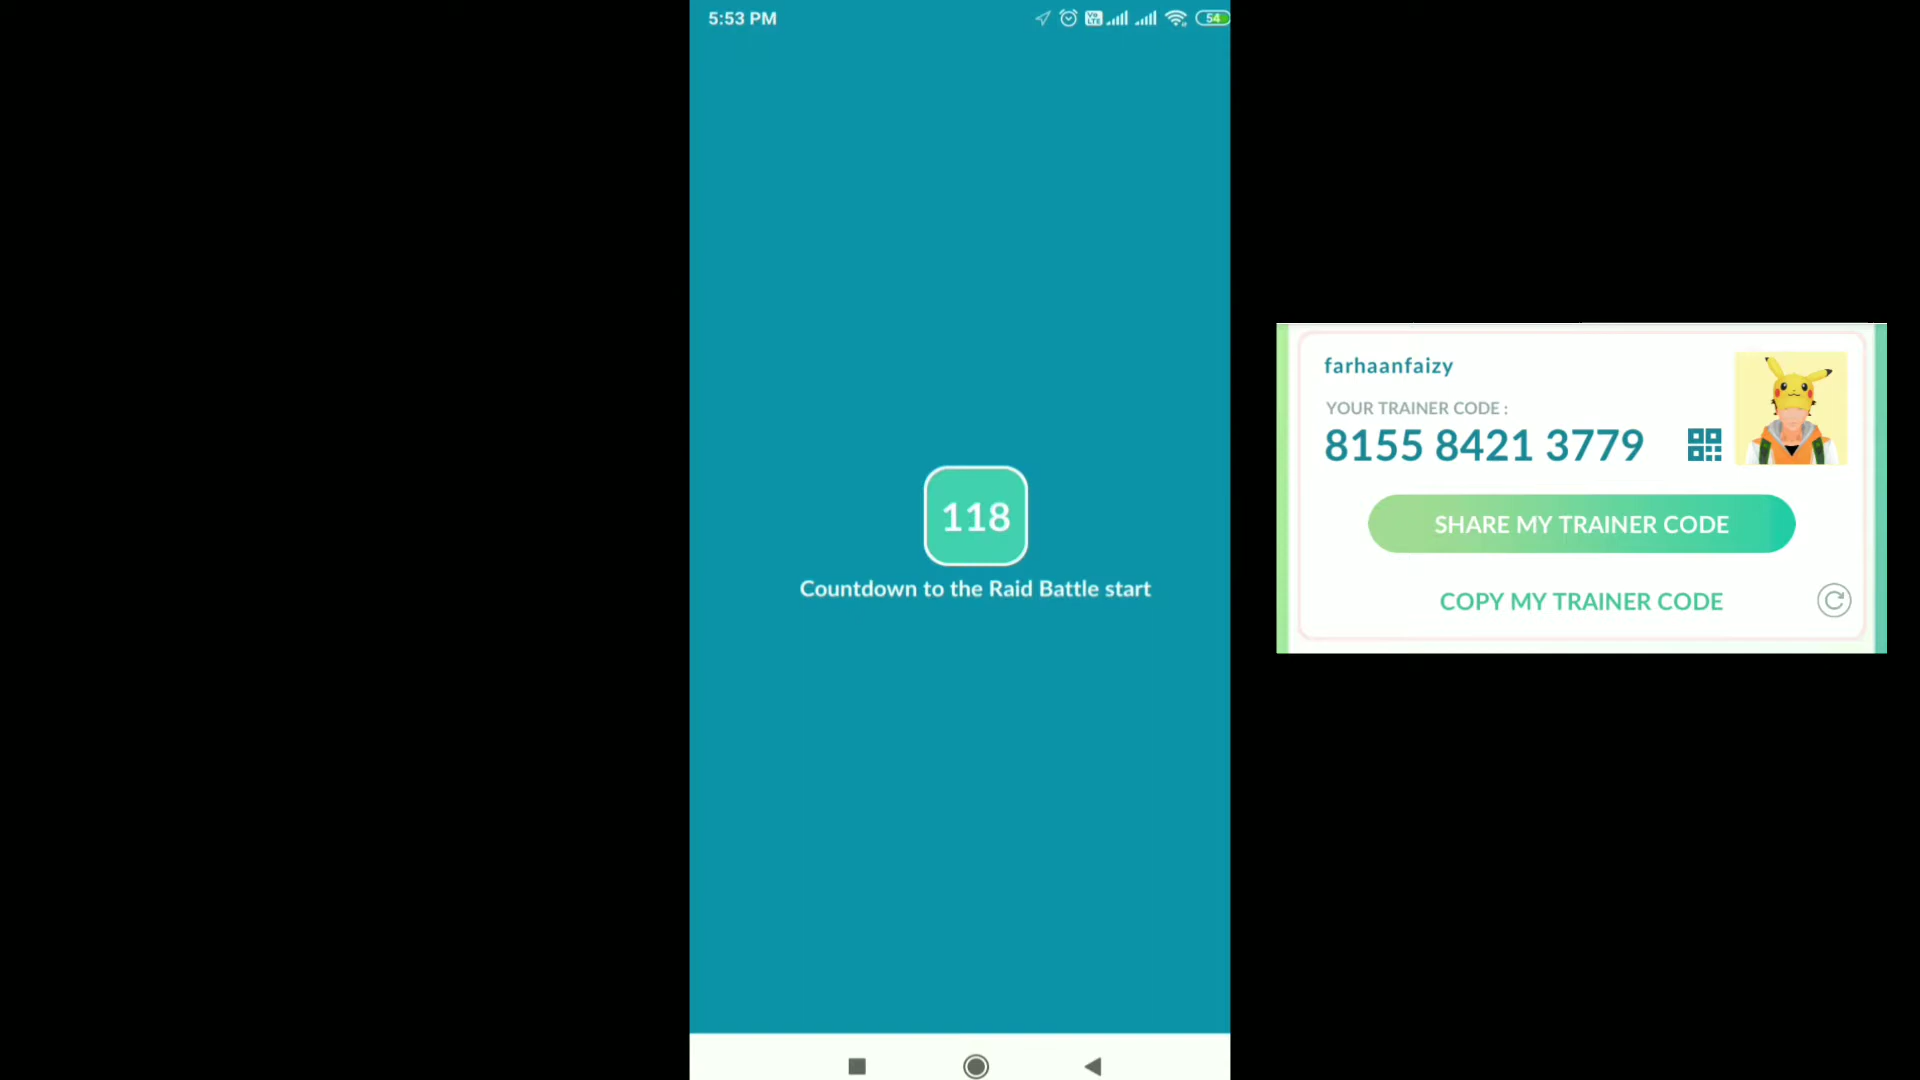 5:53 PM
54
118
Countdown to the Raid Battle start
farhaanfaizy
YOUR TRAINER CODE :
8155 8421 3779
SHARE MY TRAINER CODE
COPY MY TRAINER CODE